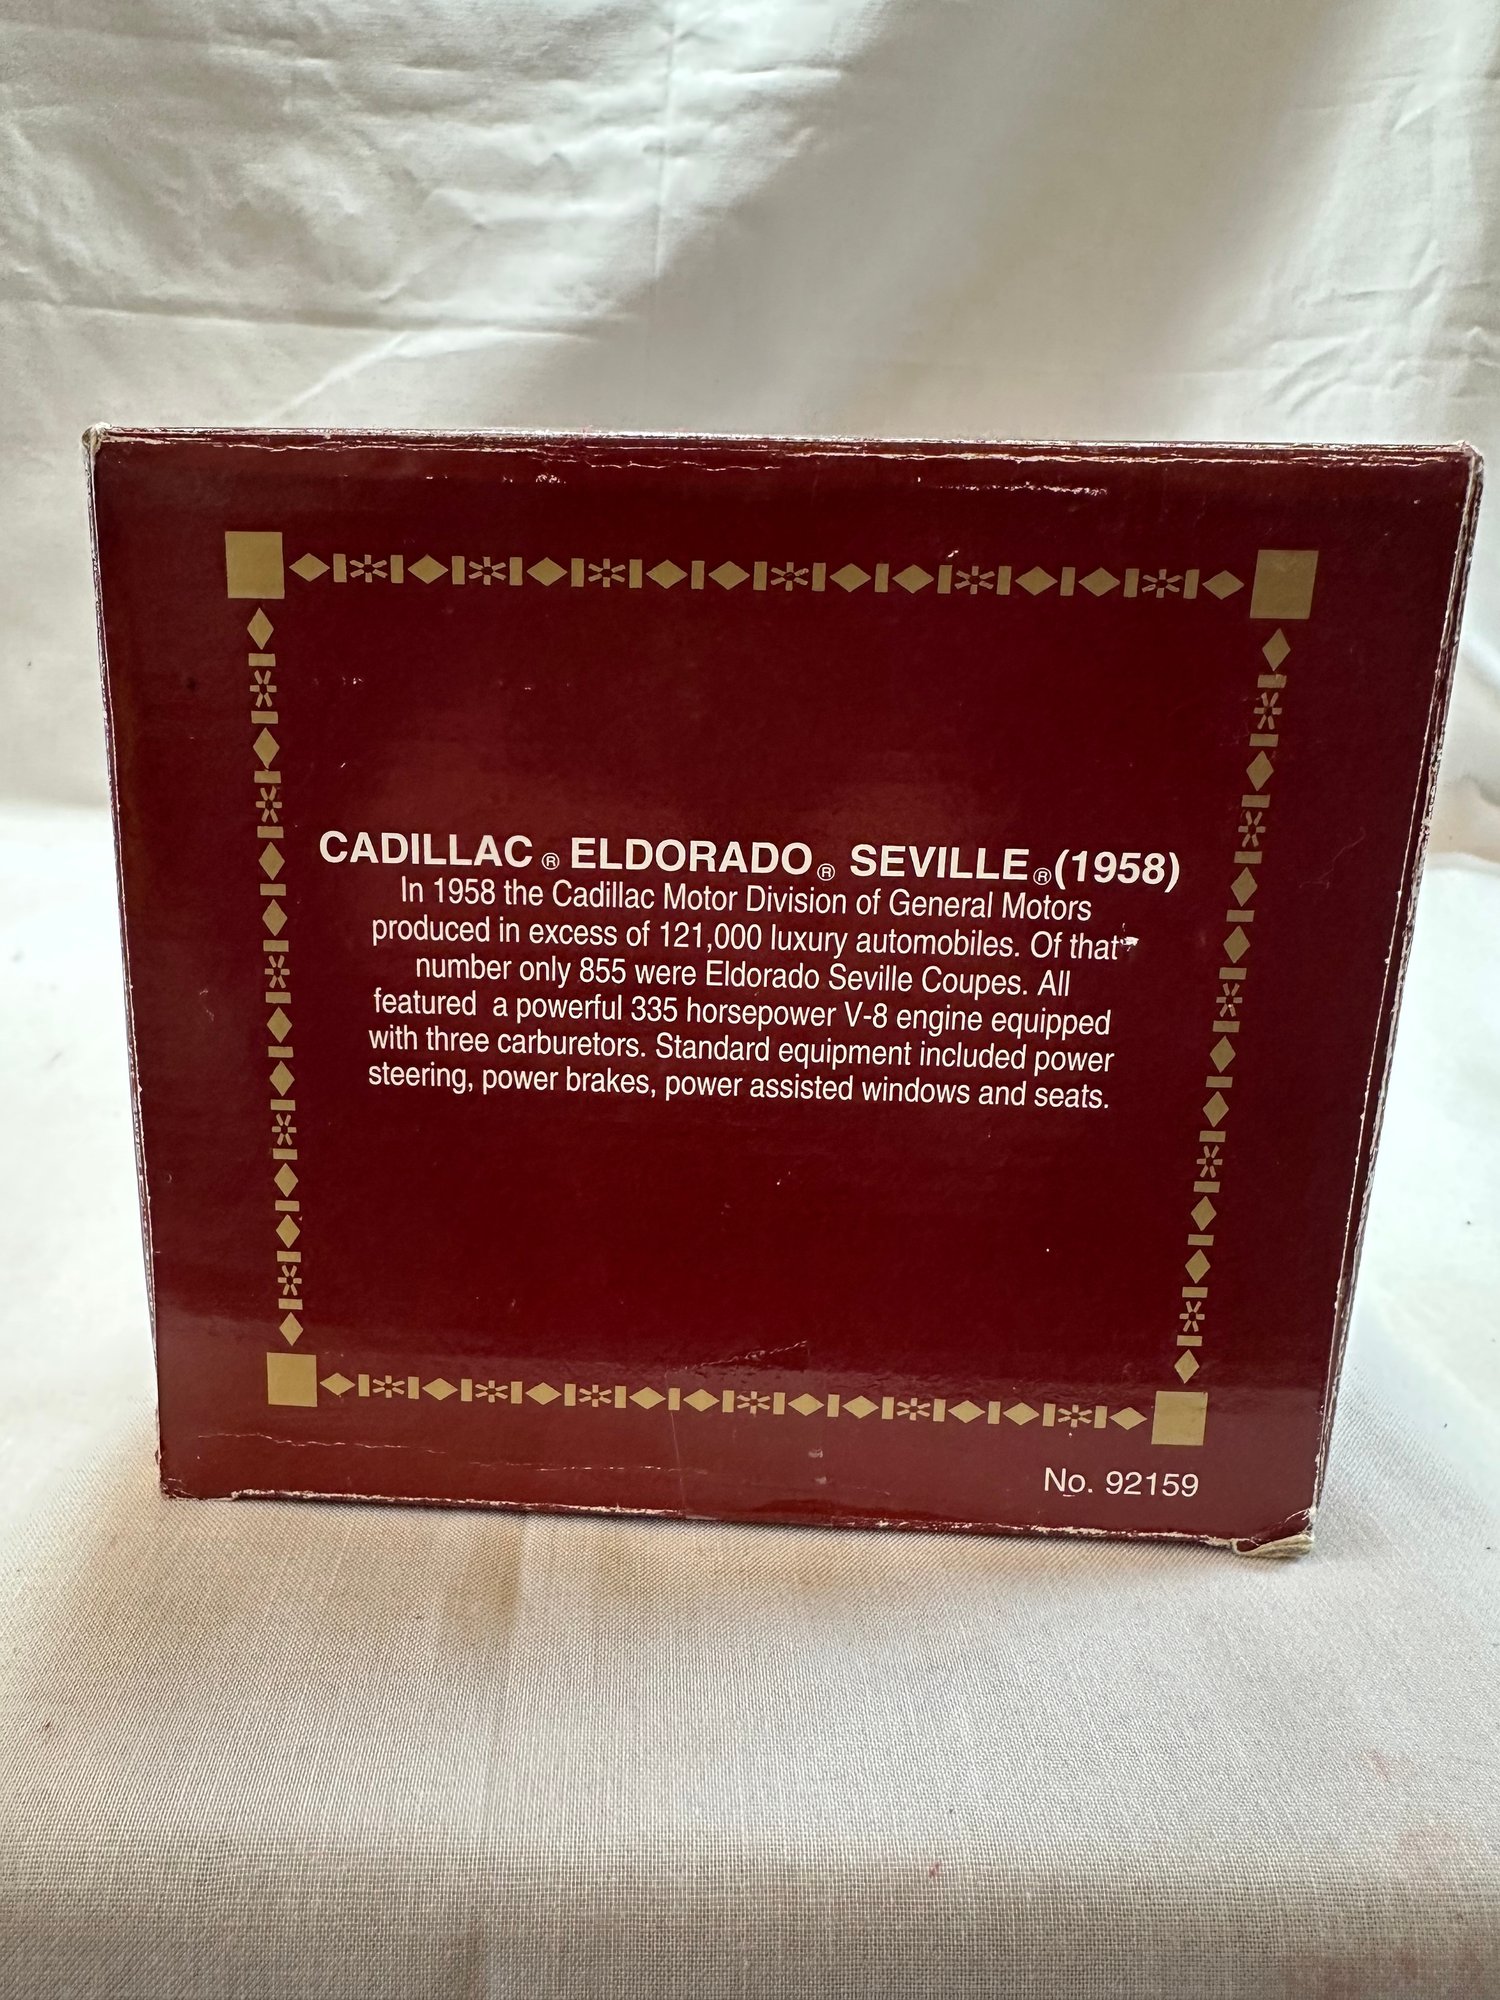 CADILLAC ® ELDORADO ® SEVILLE ® (1958)
In 1958 the Cadillac Motor Division of General Motors
produced in excess of 121,000 luxury automobiles. Of that
number only 855 were Eldorado Seville Coupes. All
featured a powerful 335 horsepower V-8 engine equipped
with three carburetors. Standard equipment included power
steering, power brakes, power assisted windows and seats.
No. 92159